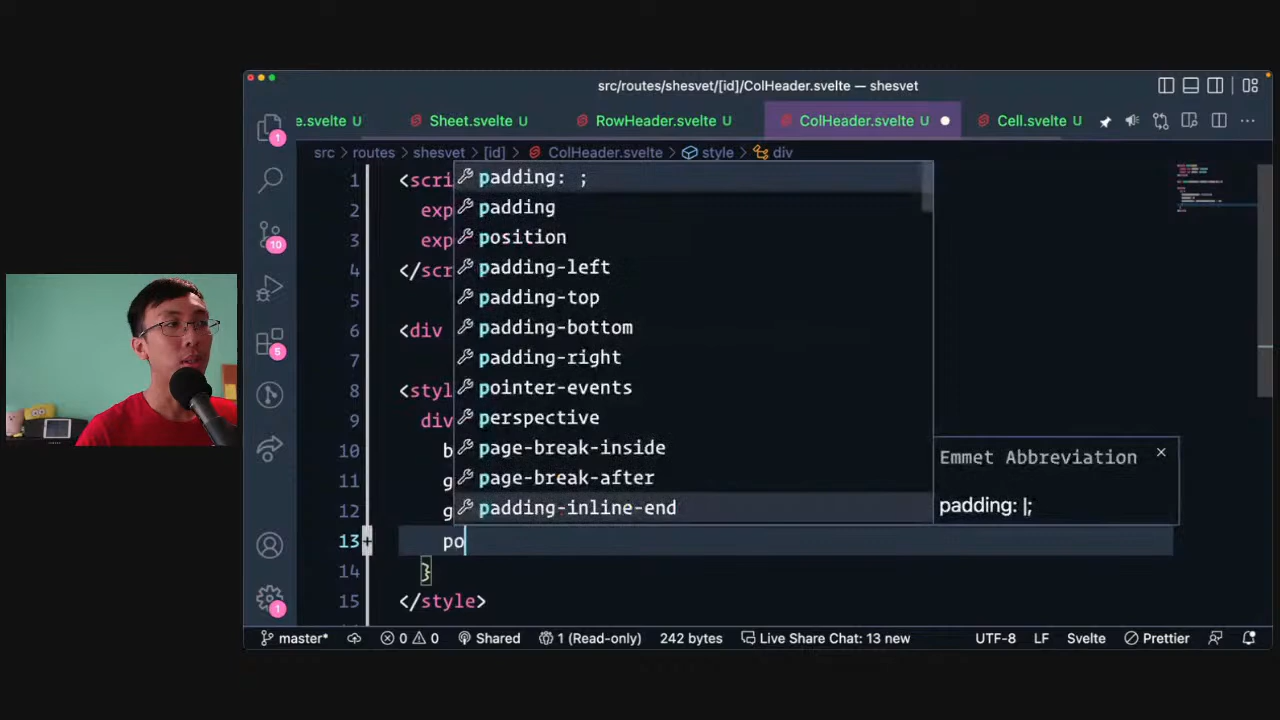 src/routes/shesvet/[id]/ColHeader.svelte — shesvet
e.svelte U
Sheet.svelte U
RowHeader.svelte U
ColHeader.svelte U
Cell.svelte U
src > routes > shesvet > [id] > ColHeader.svelte > style > div
1 <scri
2 exp
3 exp
4 </scr
5
6 <div
7
8 <styl
9 div
10 b
11 g
12 g
13 po
14 }
15 </style>
padding: ;
padding
position
padding-left
padding-top
padding-bottom
padding-right
pointer-events
perspective
page-break-inside
page-break-after
padding-inline-end
Emmet Abbreviation ×
padding: |;
1
10
5
1
master* 0 0 Shared 1 (Read-only) 242 bytes Live Share Chat: 13 new UTF-8 LF Svelte Prettier